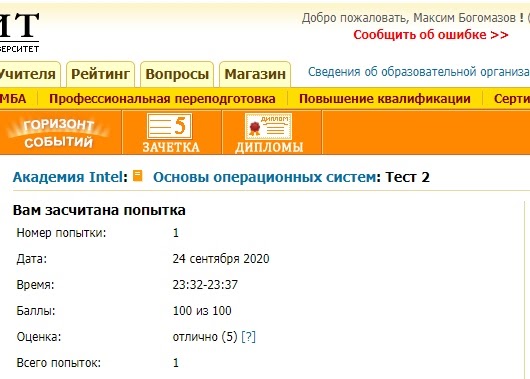 ИТ
ВЕРСИТЕТ
Добро пожаловать, Максим Богомазов ! (
Сообщить об ошибке >>
Учителя Рейтинг Вопросы Магазин Сведения об образовательной организа
МБА Профессиональная переподготовка Повышение квалификации Серти
ГОРИЗОНТ СОБЫТИЙ
5
ЗАЧЕТКА
ДИПЛОМ
ДИПЛОМЫ
Академия Intel: Основы операционных систем: Тест 2
Вам засчитана попытка
Номер попытки: 1
Дата: 24 сентября 2020
Время: 23:32-23:37
Баллы: 100 из 100
Оценка: отлично (5) [?]
Всего попыток: 1